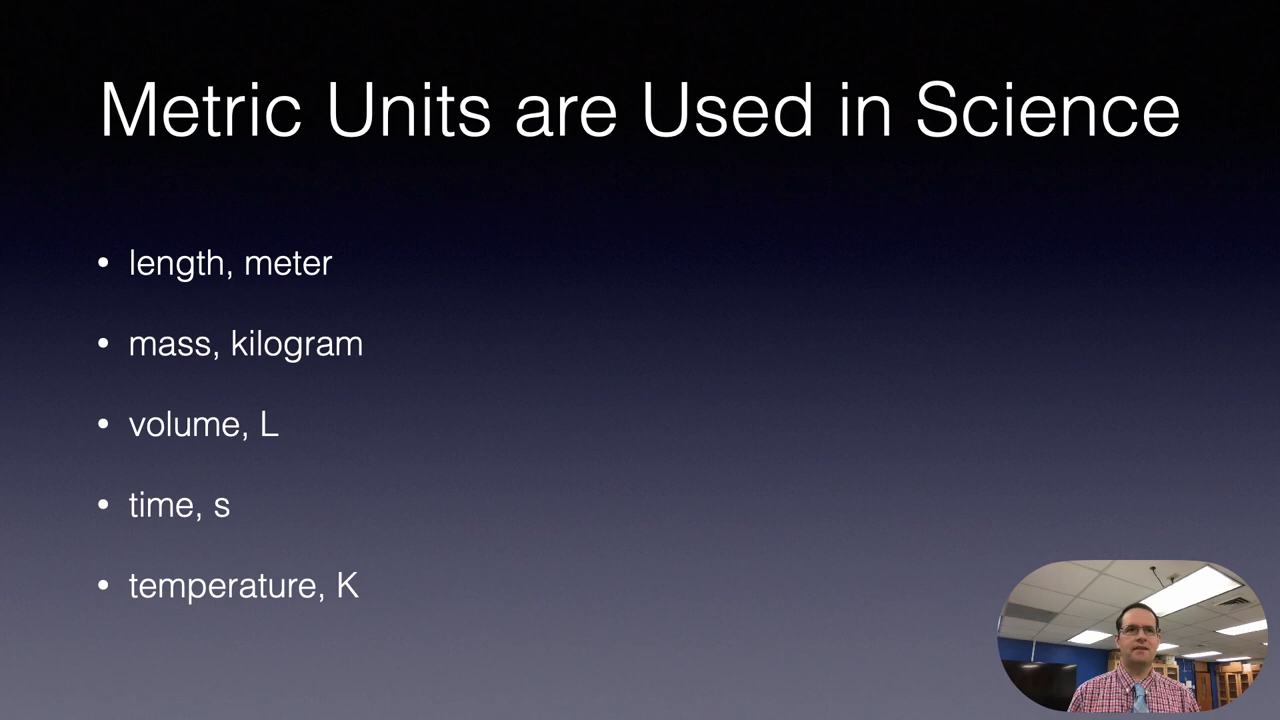 Metric Units are Used in Science
• length, meter
• mass, kilogram
• volume, L
• time, s
• temperature, K